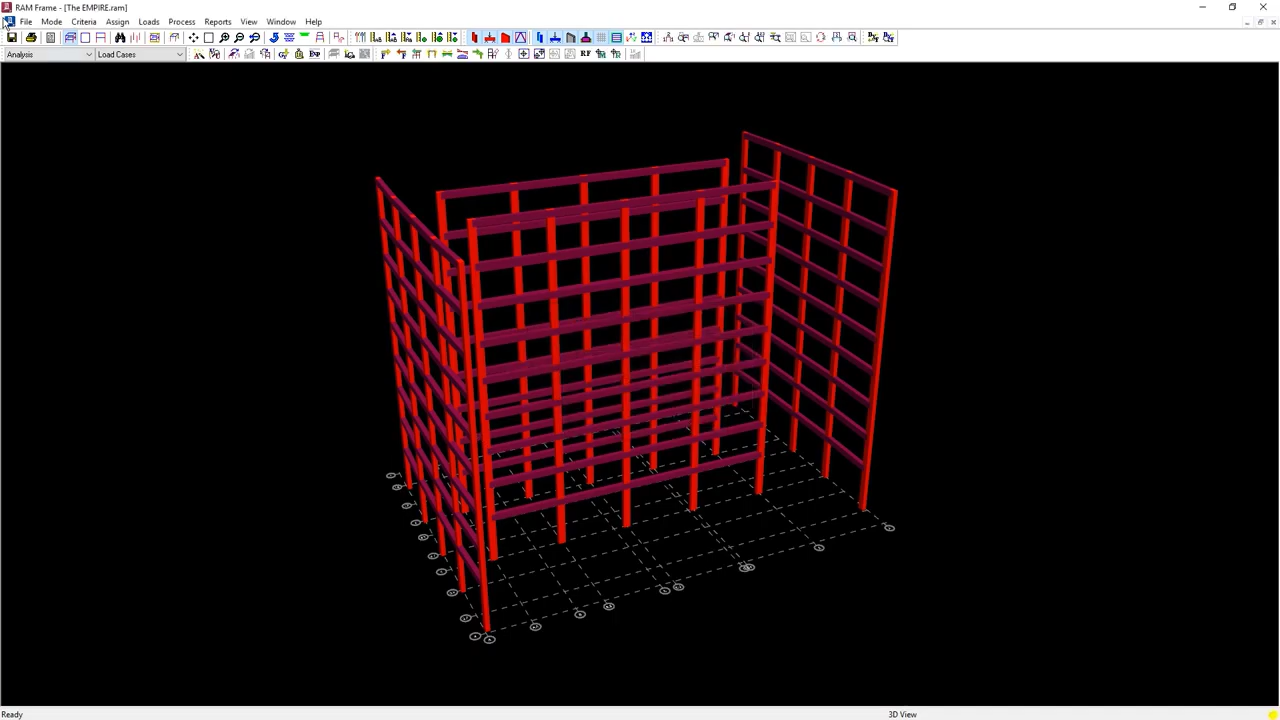 RAM Frame - [The EMPIRE.ram]
File Mode Criteria Assign Loads Process Reports View Window Help
Analysis Load Cases RF
Ready 3D View